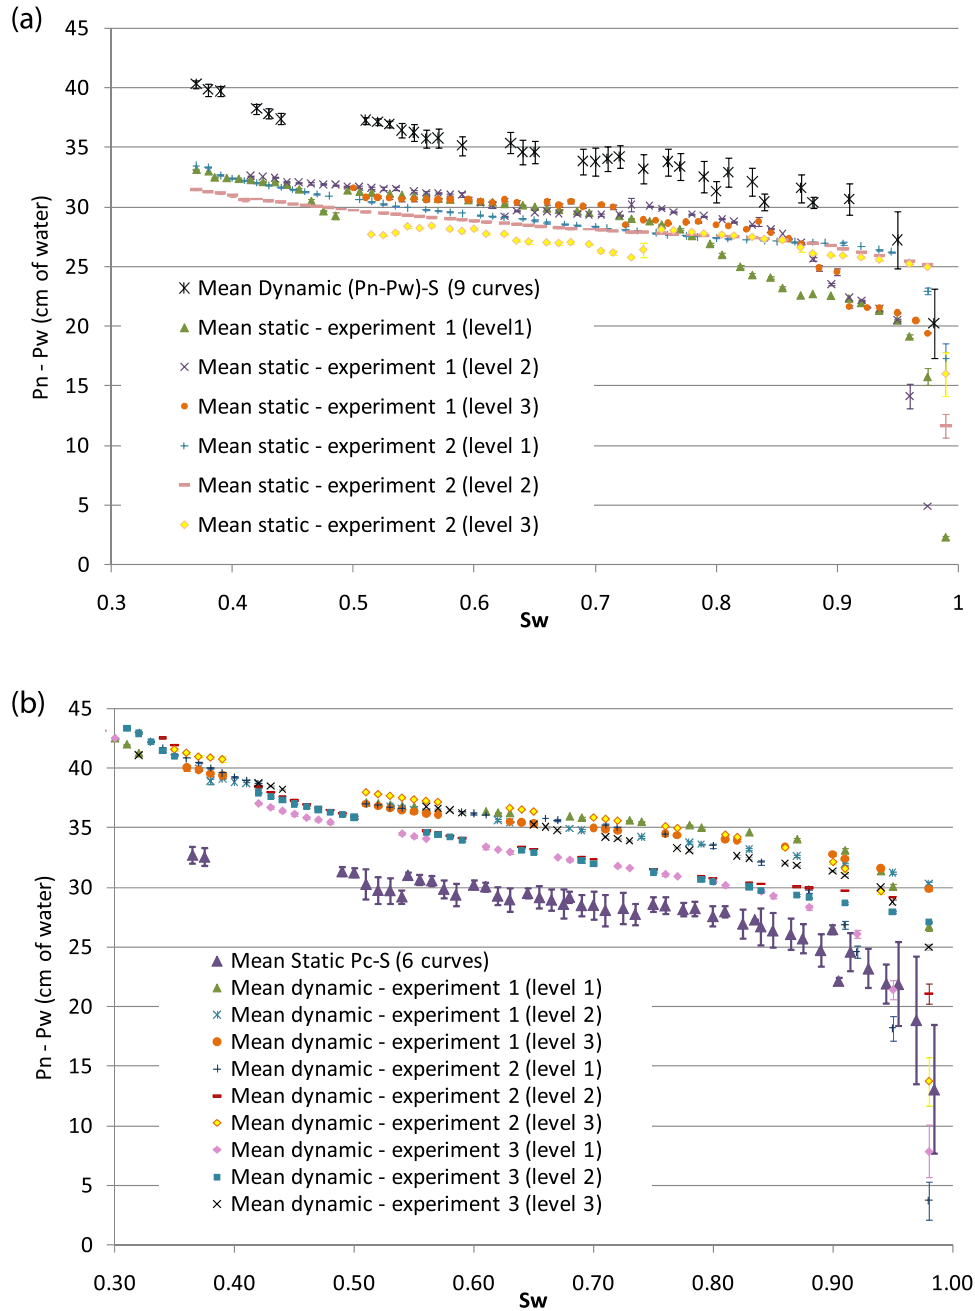 (a)
45
40
35
30
25
20
15
10
5
0
Pn - Pw (cm of water)
Mean Dynamic (Pn-Pw)-S (9 curves)
Mean static - experiment 1 (level1)
Mean static - experiment 1 (level 2)
Mean static - experiment 1 (level 3)
Mean static - experiment 2 (level 1)
Mean static - experiment 2 (level 2)
Mean static - experiment 2 (level 3)
0.3 0.4 0.5 0.6 0.7 0.8 0.9 1
Sw
(b)
45
40
35
30
25
20
15
10
5
0
Pn - Pw (cm of water)
Mean Static Pc-S (6 curves)
Mean dynamic - experiment 1 (level 1)
Mean dynamic - experiment 1 (level 2)
Mean dynamic - experiment 1 (level 3)
Mean dynamic - experiment 2 (level 1)
Mean dynamic - experiment 2 (level 2)
Mean dynamic - experiment 2 (level 3)
Mean dynamic - experiment 3 (level 1)
Mean dynamic - experiment 3 (level 2)
Mean dynamic - experiment 3 (level 3)
0.30 0.40 0.50 0.60 0.70 0.80 0.90 1.00
Sw